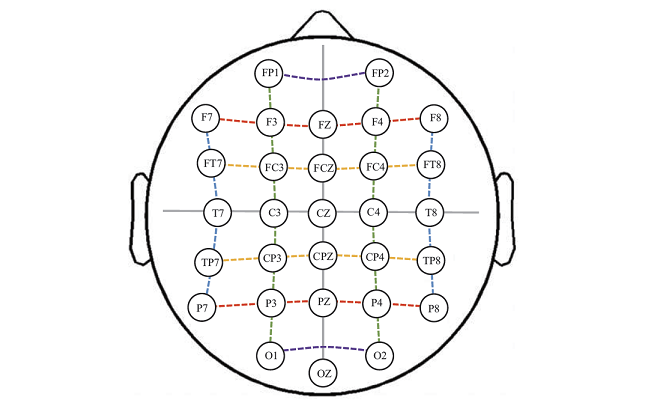 FP1 FP2
F7 F3 FZ F4 F8
FT7 FC3 FCZ FC4 FT8
T7 C3 CZ C4 T8
TP7 CP3 CPZ CP4 TP8
P7 P3 PZ P4 P8
O1 O2
OZ